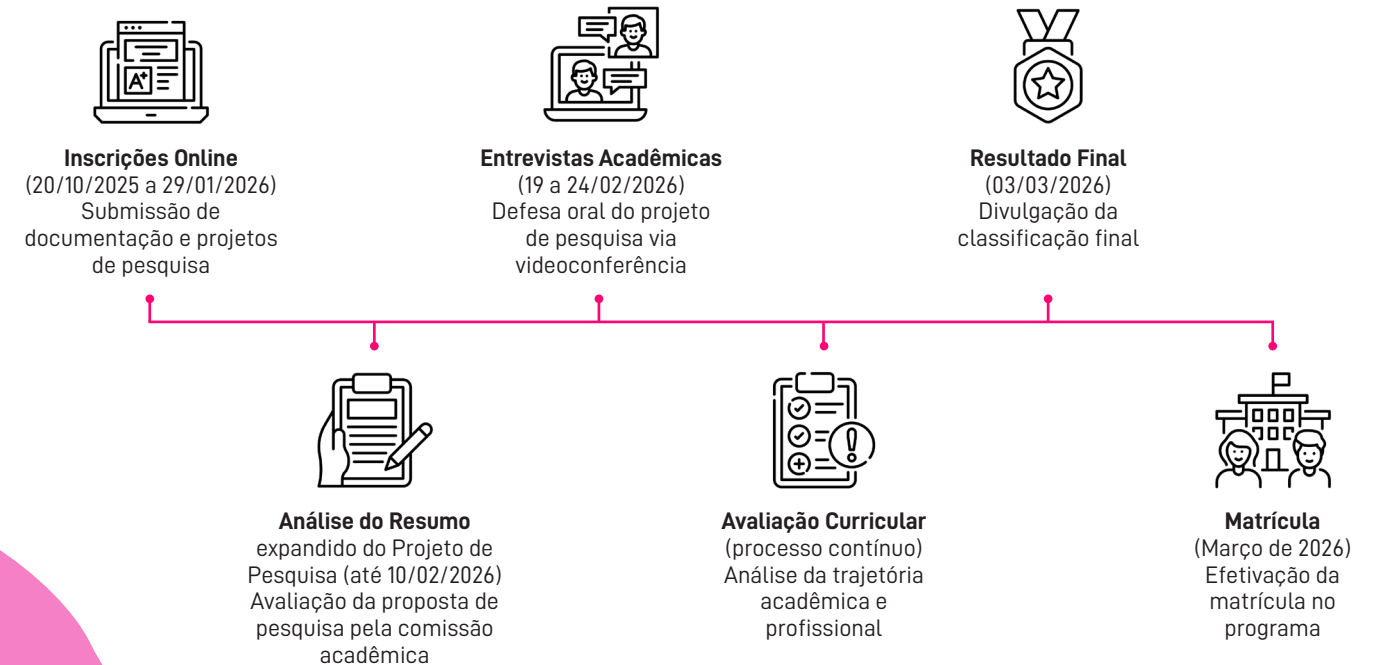 A+
Inscrições Online
(20/10/2025 a 29/01/2026)
Submissão de
documentação e projetos
de pesquisa
Análise do Resumo
expandido do Projeto de
Pesquisa (até 10/02/2026)
Avaliação da proposta de
pesquisa pela comissão
acadêmica
Entrevistas Acadêmicas
(19 a 24/02/2026)
Defesa oral do projeto
de pesquisa via
videoconferência
Avaliação Curricular
(processo contínuo)
Análise da trajetória
acadêmica e
profissional
Resultado Final
(03/03/2026)
Divulgação da
classificação final
Matrícula
(Março de 2026)
Efetivação da
matrícula no
programa